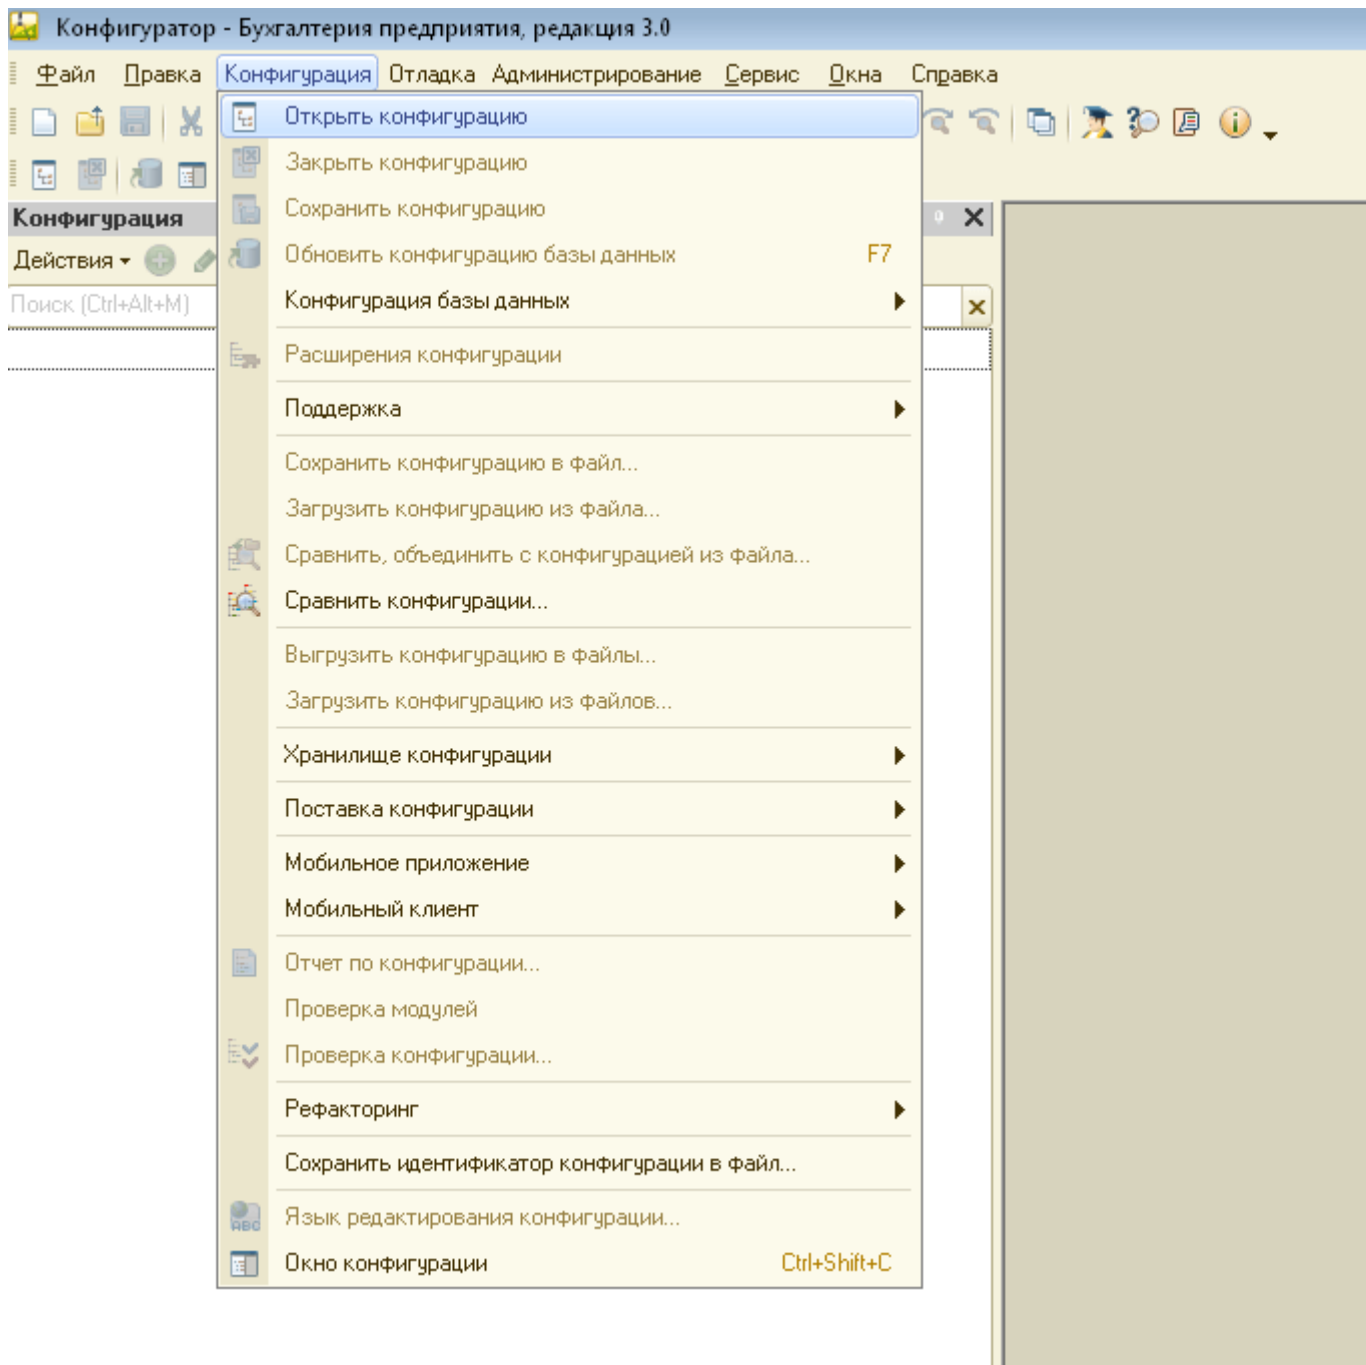 Конфигуратор - Бухгалтерия предприятия, редакция 3.0
Файл Правка Конфигурация Отладка Администрирование Сервис Окна Справка
Открыть конфигурацию
Закрыть конфигурацию
Конфигурация
Сохранить конфигурацию
Действия
Обновить конфигурацию базы данных F7
Поиск (Ctrl+Alt+M)
Конфигурация базы данных
Расширения конфигурации
Поддержка
Сохранить конфигурацию в файл...
Загрузить конфигурацию из файла...
Сравнить, объединить с конфигурацией из файла...
Сравнить конфигурации...
Выгрузить конфигурацию в файлы...
Загрузить конфигурацию из файлов...
Хранилище конфигурации
Поставка конфигурации
Мобильное приложение
Мобильный клиент
Отчет по конфигурации...
Проверка модулей
Проверка конфигурации...
Рефакторинг
Сохранить идентификатор конфигурации в файл...
ABC Язык редактирования конфигурации...
Окно конфигурации Ctrl+Shift+C